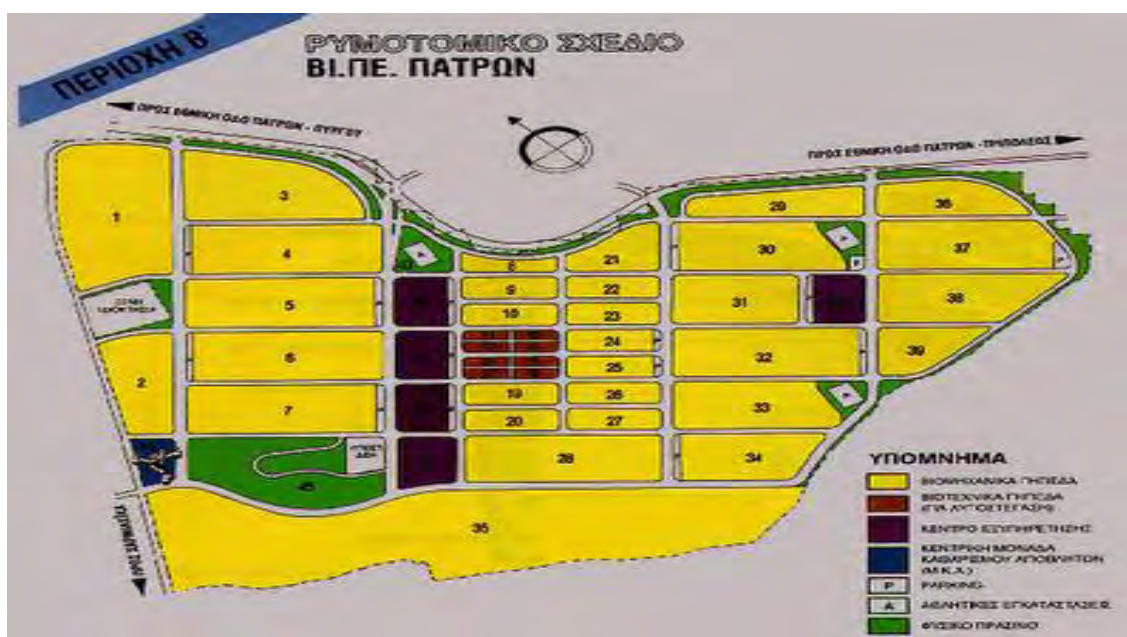 ΠΕΡΙΟΧΗ Β'
ΡΥΜΟΤΟΜΙΚΟ ΣΧΕΔΙΟ
ΒΙ.ΠΕ. ΠΑΤΡΩΝ
ΠΡΟΣ ΕΘΝΙΚΗ ΟΔΟ ΠΑΤΡΩΝ - ΠΥΡΓΟΥ
ΠΡΟΣ ΕΘΝΙΚΗ ΟΔΟ ΠΑΤΡΩΝ - ΤΡΙΠΟΛΕΩΣ
1
3
29
36
4
A
21
30
A
37
8
P
P
5
9
22
31
38
10
23
6
24
32
39
2
25
7
19
26
33
A
20
27
28
34
35
ΠΡΟΣ
ΥΠΟΜΝΗΜΑ
ΒΙΟΜΗΧΑΝΙΚΑ ΓΗΠΕΔΑ
ΒΙΟΤΕΧΝΙΚΑ ΓΗΠΕΔΑ
ΚΕΝΤΡΟ ΕΞΥΠΗΡΕΤΗΣΗΣ
ΚΕΝΤΡΙΚΗ ΜΟΝΑΔΑ
ΚΑΘΑΡΙΣΜΟΥ ΑΠΟΒΛΗΤΩΝ
(Μ.Κ.Α.)
P PARKING
A ΑΘΛΗΤΙΚΕΣ ΕΓΚΑΤΑΣΤΑΣΕΙΣ
ΦΥΣΙΚΟ ΠΡΑΣΙΝΟ